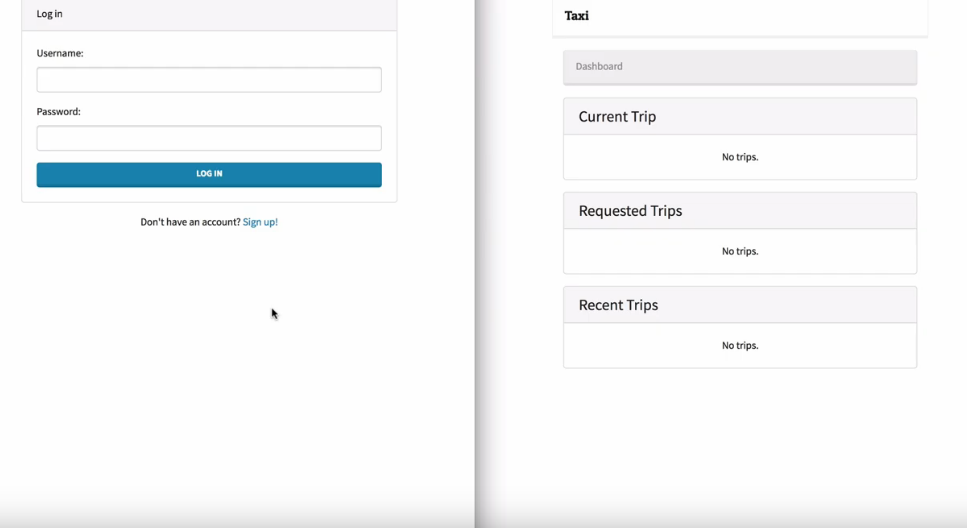 Log in
Username:
Password:
LOG IN
Don't have an account? Sign up!
Taxi
Dashboard
Current Trip
No trips.
Requested Trips
No trips.
Recent Trips
No trips.